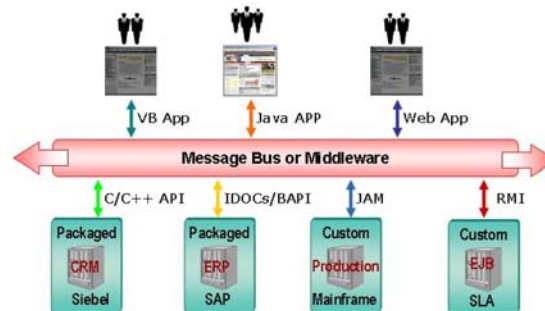 VB App
Java APP
Web App
Message Bus or Middleware
C/C++ API
IDOCs/BAPI
JAM
RMI
Packaged
CRM
Siebel
Packaged
ERP
SAP
Custom
Production
Mainframe
Custom
EJB
SLA